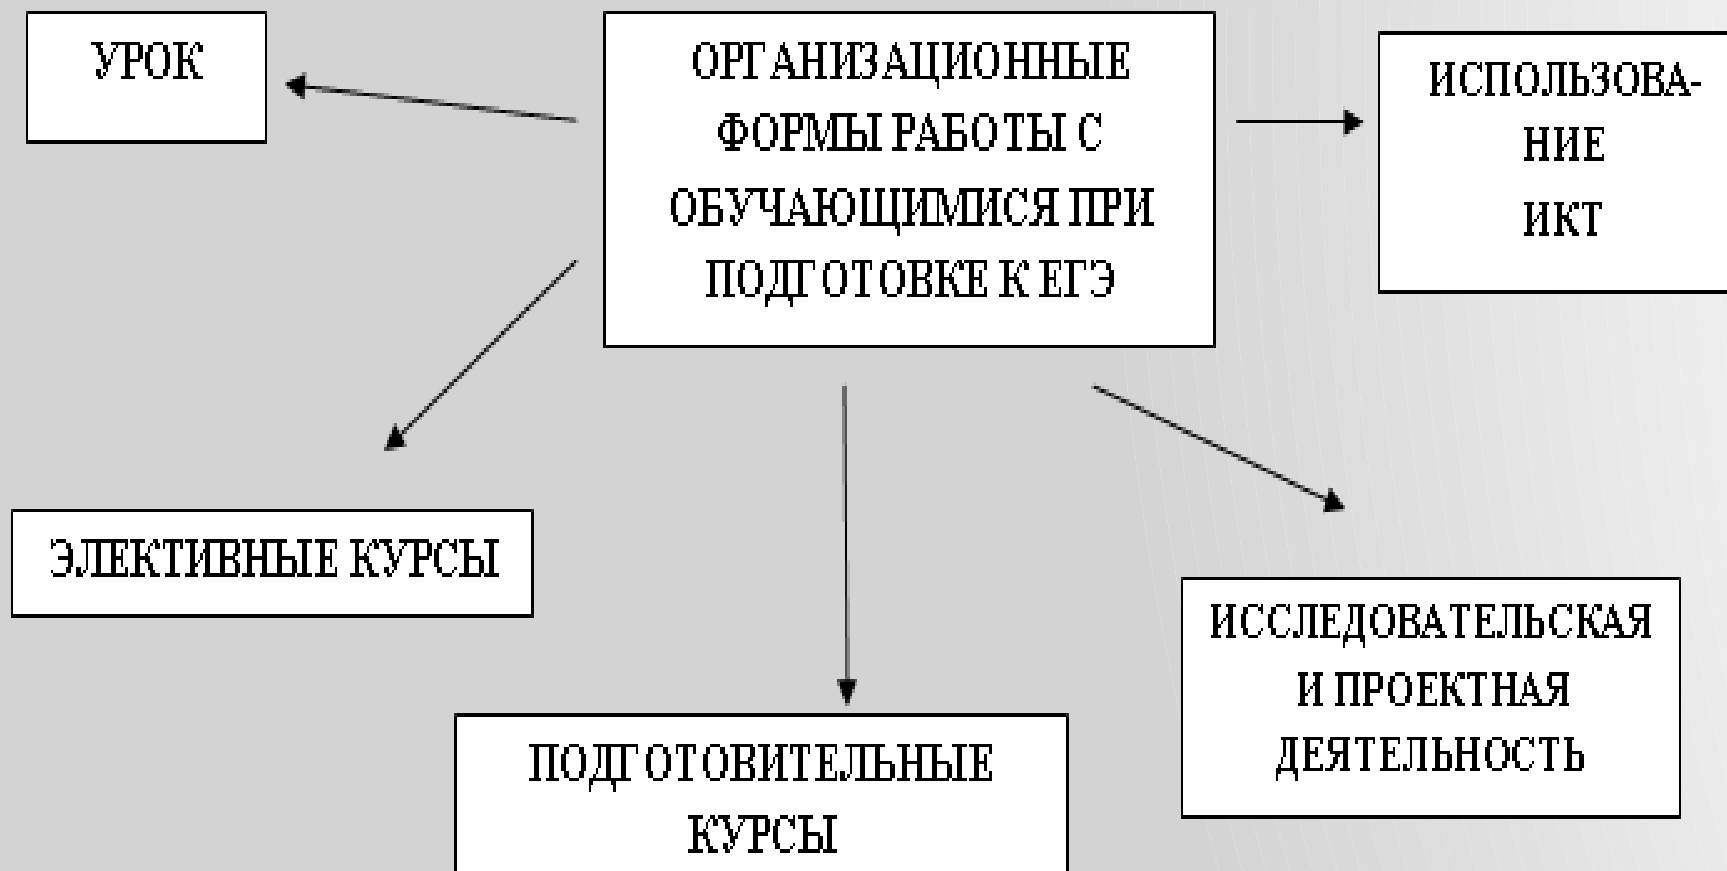 УРОК
ОРГАНИЗАЦИОННЫЕ
ФОРМЫ РАБОТЫ С
ОБУЧАЮЩИМИСЯ ПРИ
ПОДГОТОВКЕ К ЕГЭ
ИСПОЛЬЗОВА-
НИЕ
ИКТ
ЭЛЕКТИВНЫЕ КУРСЫ
ПОДГОТОВИТЕЛЬНЫЕ
КУРСЫ
ИССЛЕДОВАТЕЛЬСКАЯ
И ПРОЕКТНАЯ
ДЕЯТЕЛЬНОСТЬ